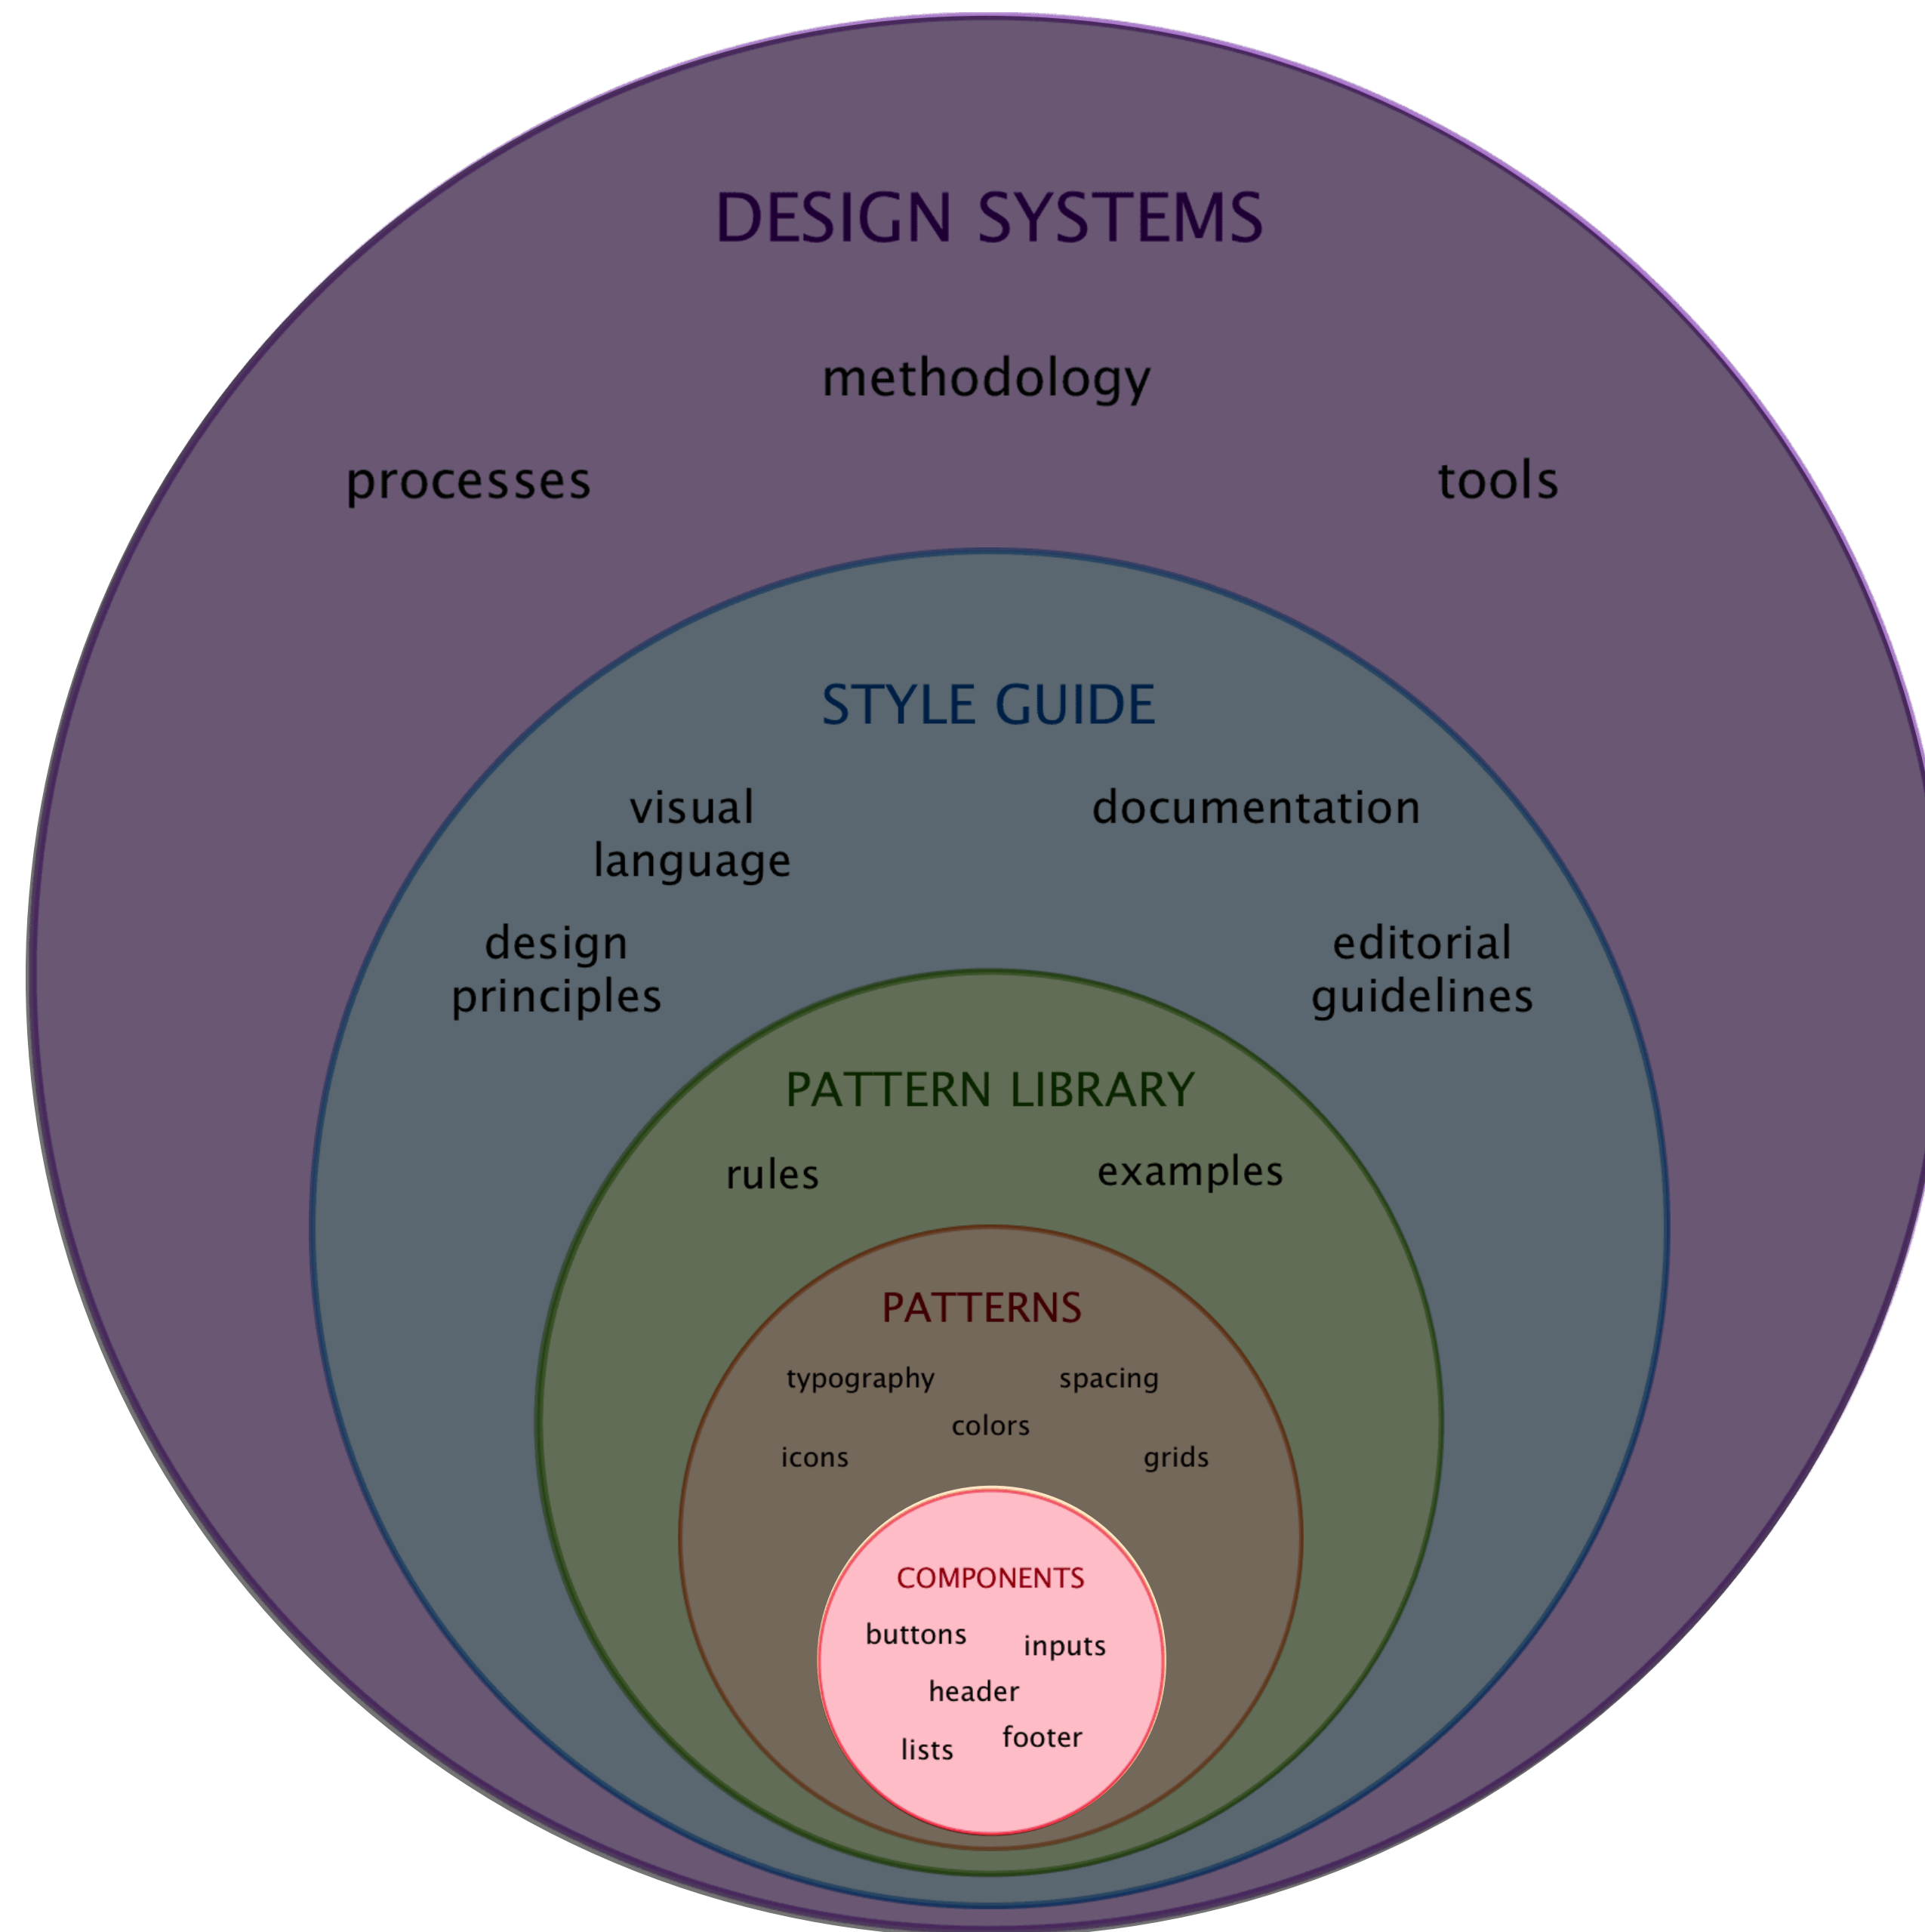 DESIGN SYSTEMS
methodology
processes
tools
STYLE GUIDE
visual
language
documentation
design
principles
editorial
guidelines
PATTERN LIBRARY
rules
examples
PATTERNS
typography
spacing
colors
icons
grids
COMPONENTS
buttons
inputs
header
footer
lists